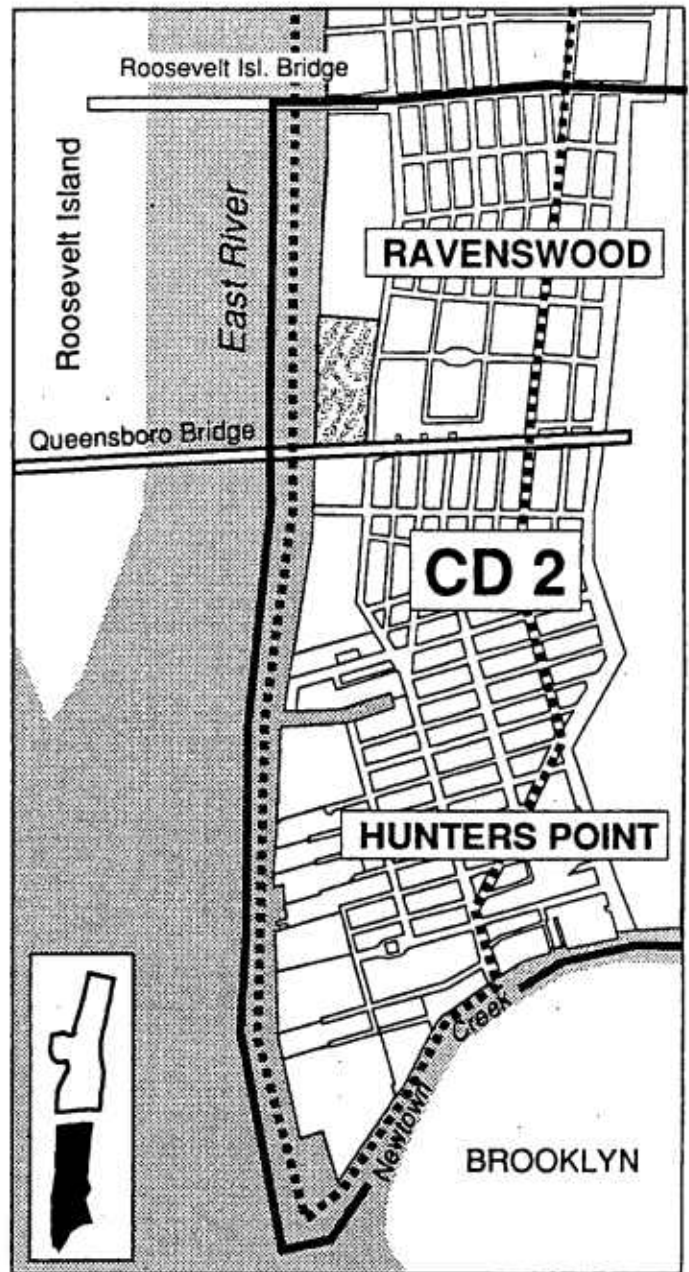 Roosevelt Isl. Bridge
Roosevelt Island
East River
RAVENSWOOD
Queensboro Bridge
CD 2
HUNTERS POINT
Newtown Creek
BROOKLYN